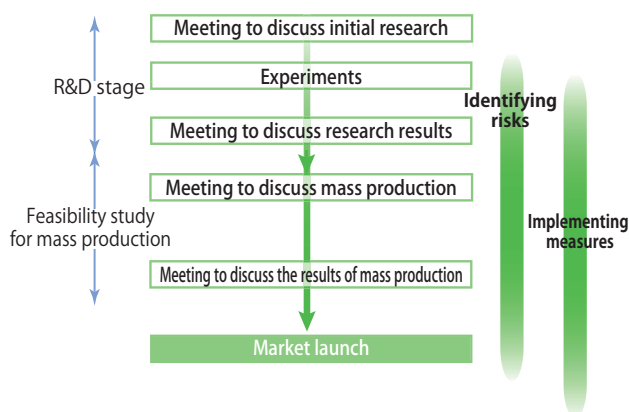 Meeting to discuss initial research
Experiments
R&D stage
Identifying
risks
Meeting to discuss research results
Meeting to discuss mass production
Feasibility study
for mass production
Implementing
measures
Meeting to discuss the results of mass production
Market launch